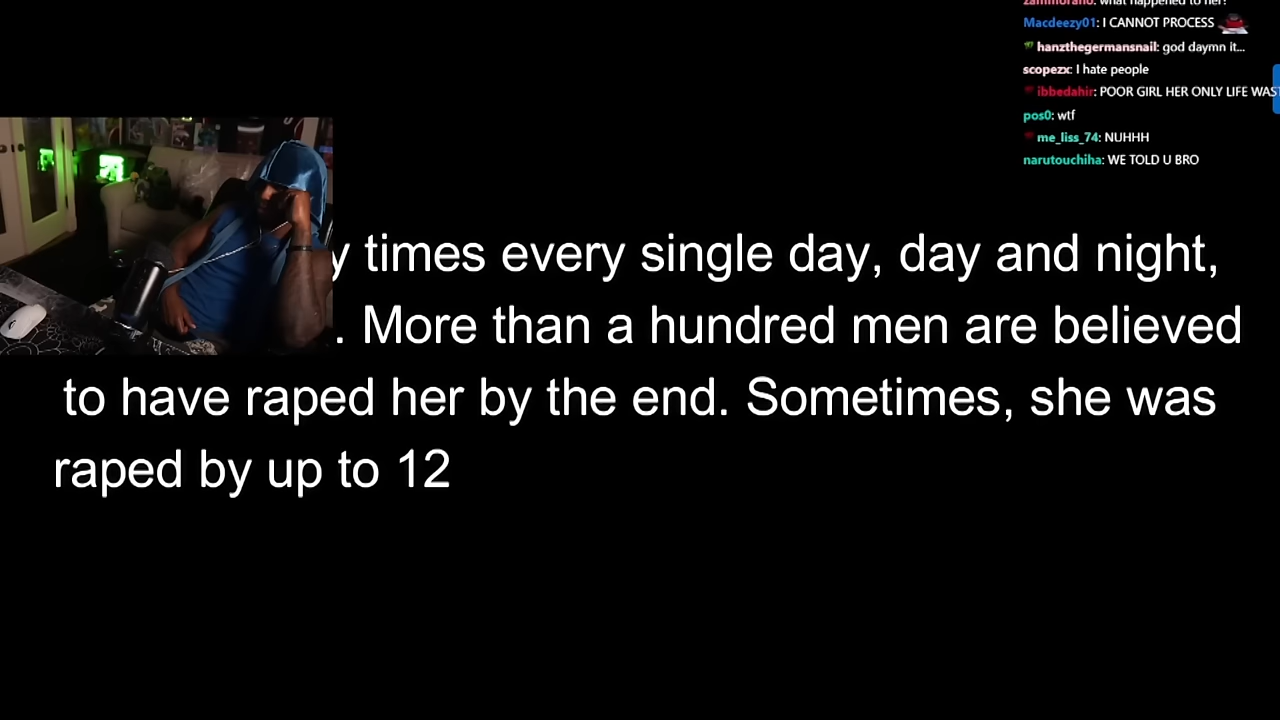 zammorano: what happened to her?
Macdeezy01: I CANNOT PROCESS
hanzthegermansnail: god daymn it...
scopezx: I hate people
ibbedahir: POOR GIRL HER ONLY LIFE WAST
pos0: wtf
me_liss_74: NUHHH
narutouchiha: WE TOLD U BRO
y times every single day, day and night,
. More than a hundred men are believed
to have raped her by the end. Sometimes, she was
raped by up to 12